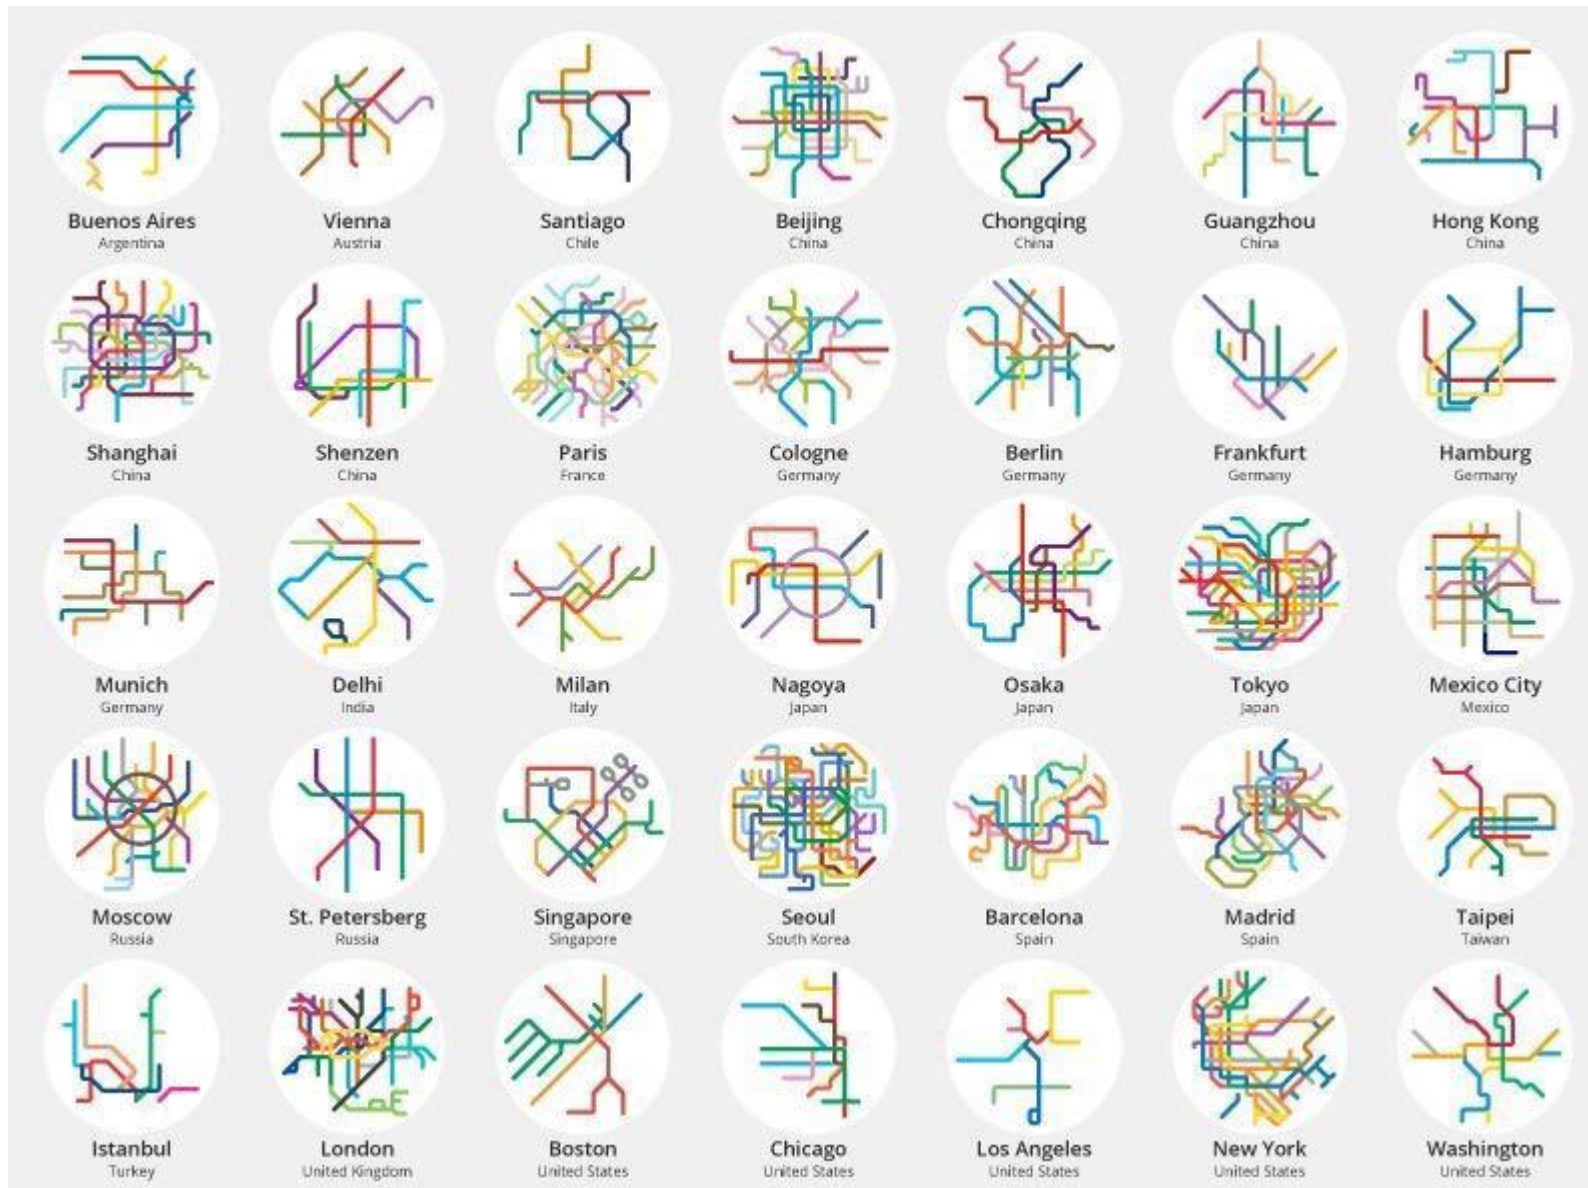 Buenos Aires
Argentina
Vienna
Austria
Santiago
Chile
Beijing
China
Chongqing
China
Guangzhou
China
Hong Kong
China
Shanghai
China
Shenzen
China
Paris
France
Cologne
Germany
Berlin
Germany
Frankfurt
Germany
Hamburg
Germany
Munich
Germany
Delhi
India
Milan
Italy
Nagoya
Japan
Osaka
Japan
Tokyo
Japan
Mexico City
Mexico
Moscow
Russia
St. Petersberg
Russia
Singapore
Singapore
Seoul
South Korea
Barcelona
Spain
Madrid
Spain
Taipei
Taiwan
Istanbul
Turkey
London
United Kingdom
Boston
United States
Chicago
United States
Los Angeles
United States
New York
United States
Washington
United States